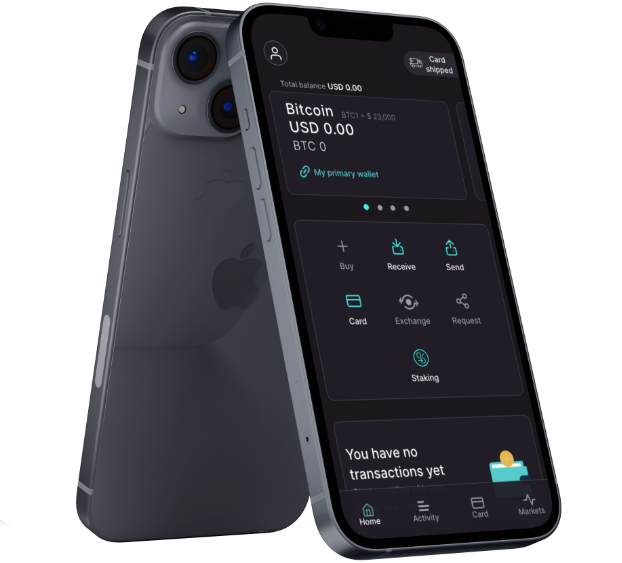 Card
shipped
Total balance USD 0.00
Bitcoin BTC1 = $ 23,000
USD 0.00
BTC 0
My primary wallet
Buy Receive Send
Card Exchange Request
Staking
You have no
transactions yet
Home Activity Card Markets